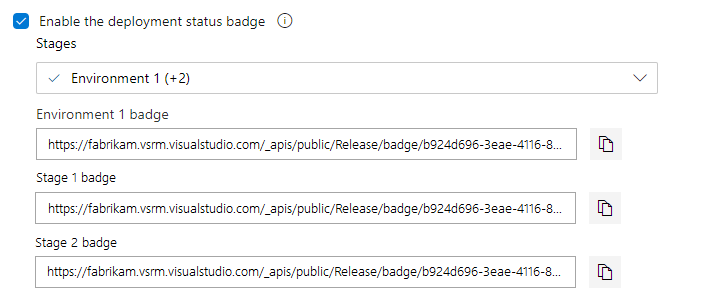 Enable the deployment status badge
Stages
Environment 1 (+2)
Environment 1 badge
https://fabrikam.vsrm.visualstudio.com/_apis/public/Release/badge/b924d696-3eae-4116-8...
Stage 1 badge
https://fabrikam.vsrm.visualstudio.com/_apis/public/Release/badge/b924d696-3eae-4116-8...
Stage 2 badge
https://fabrikam.vsrm.visualstudio.com/_apis/public/Release/badge/b924d696-3eae-4116-8...